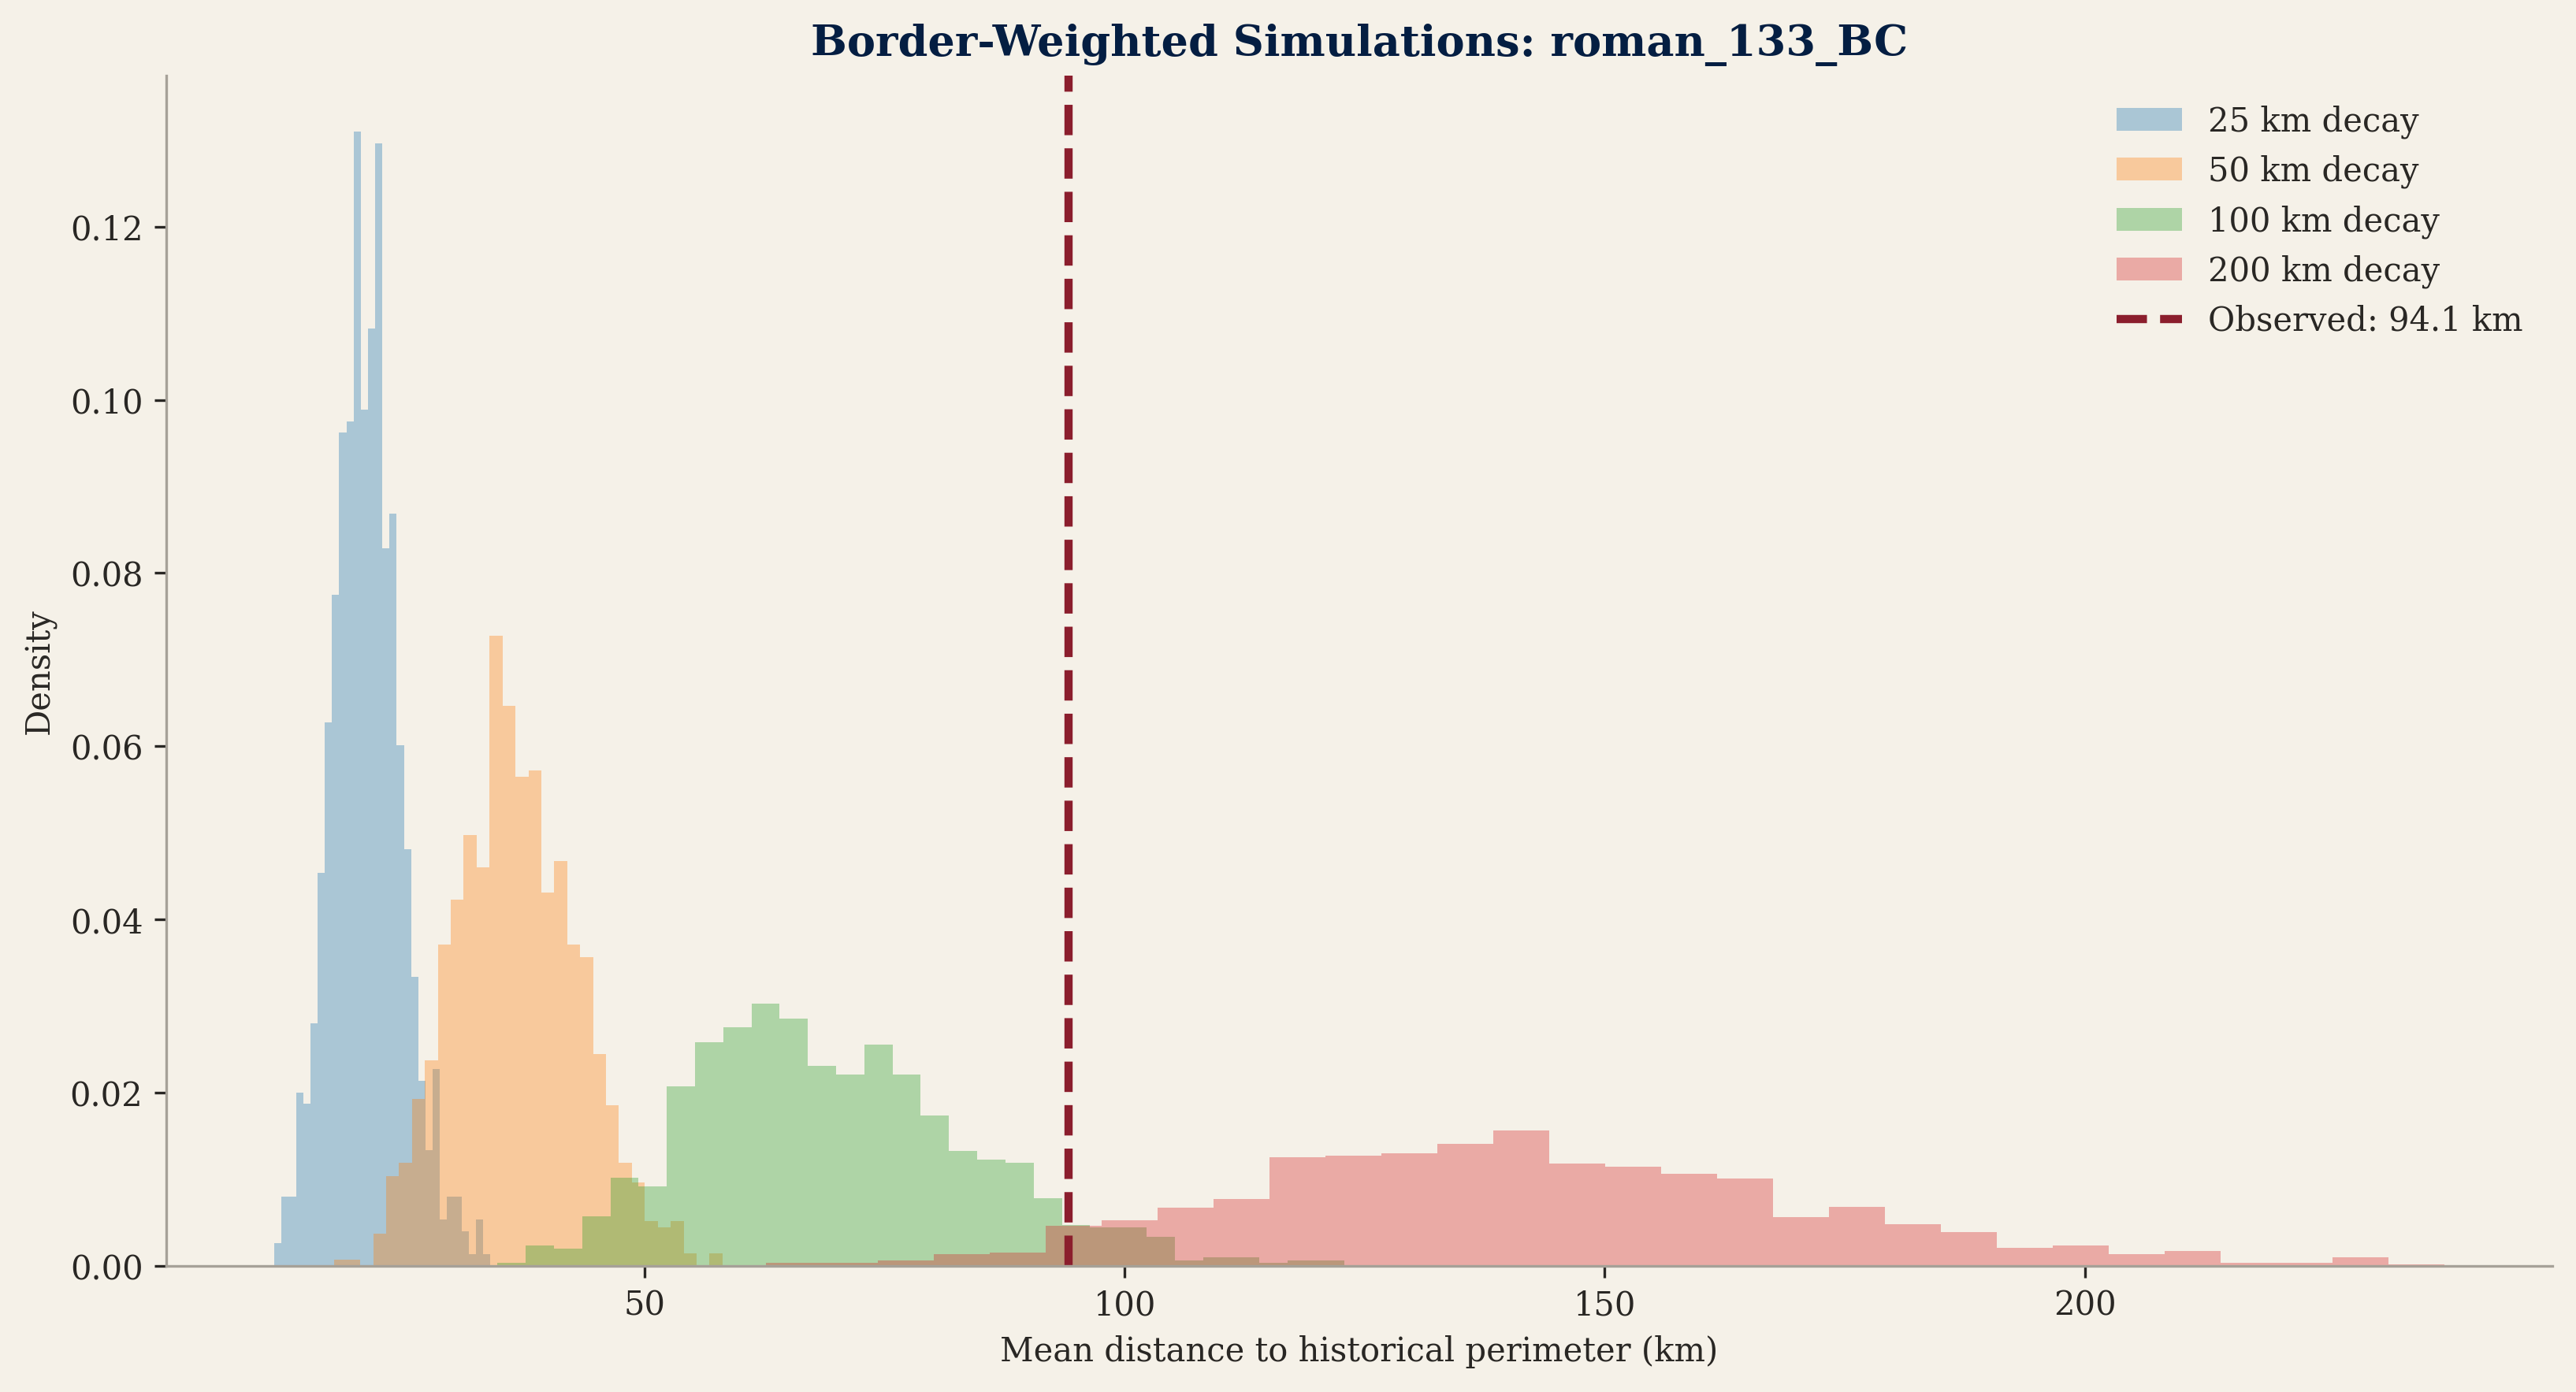 Border-Weighted Simulations: roman_133_BC
25 km decay
50 km decay
100 km decay
200 km decay
Observed: 94.1 km
Density
0.12
0.10
0.08
0.06
0.04
0.02
0.00
50
100
150
200
Mean distance to historical perimeter (km)